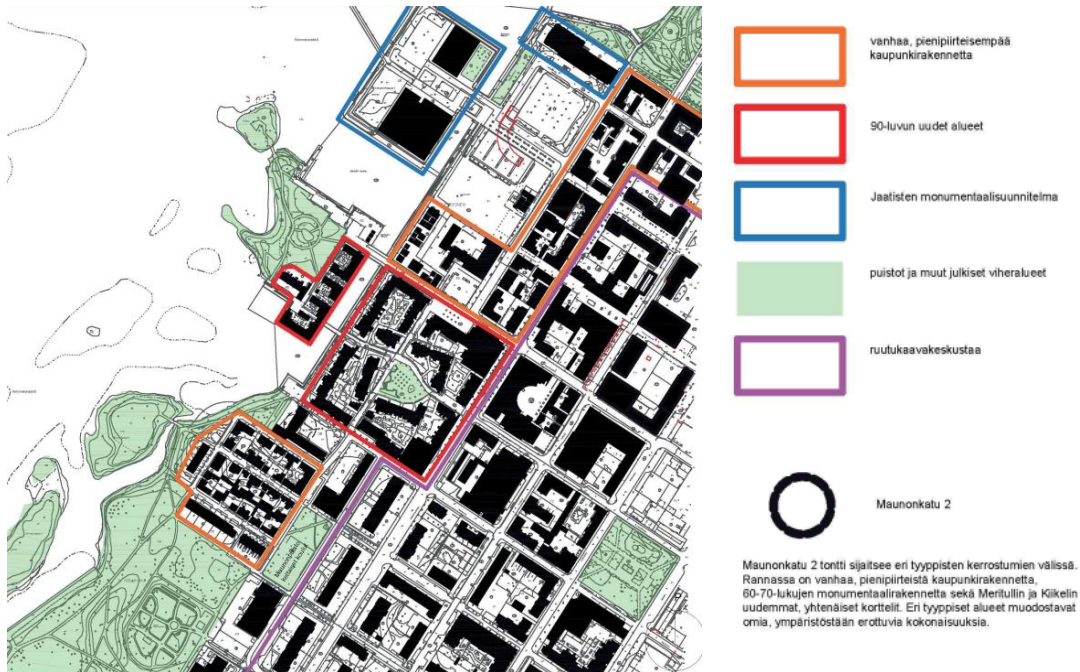 vanhaa, pienipiirteisempää
kaupunkirakennetta
90-luvun uudet alueet
Jaatisten monumentaalisuunnitelma
puistot ja muut julkiset viheralueet
ruutukaavakeskustaa
Maunonkatu 2
Maunonkatu 2 tontti sijaitsee eri tyyppisten kerrostumien välissä.
Rannassa on vanhaa, pienipiirteistä kaupunkirakennetta,
60-70-lukujen monumentaalirakennetta sekä Meritullin ja Kiikelin
uudemmat, yhtenäiset korttelit. Eri tyyppiset alueet muodostavat
omia, ympäristöstään erottuvia kokonaisuuksia.